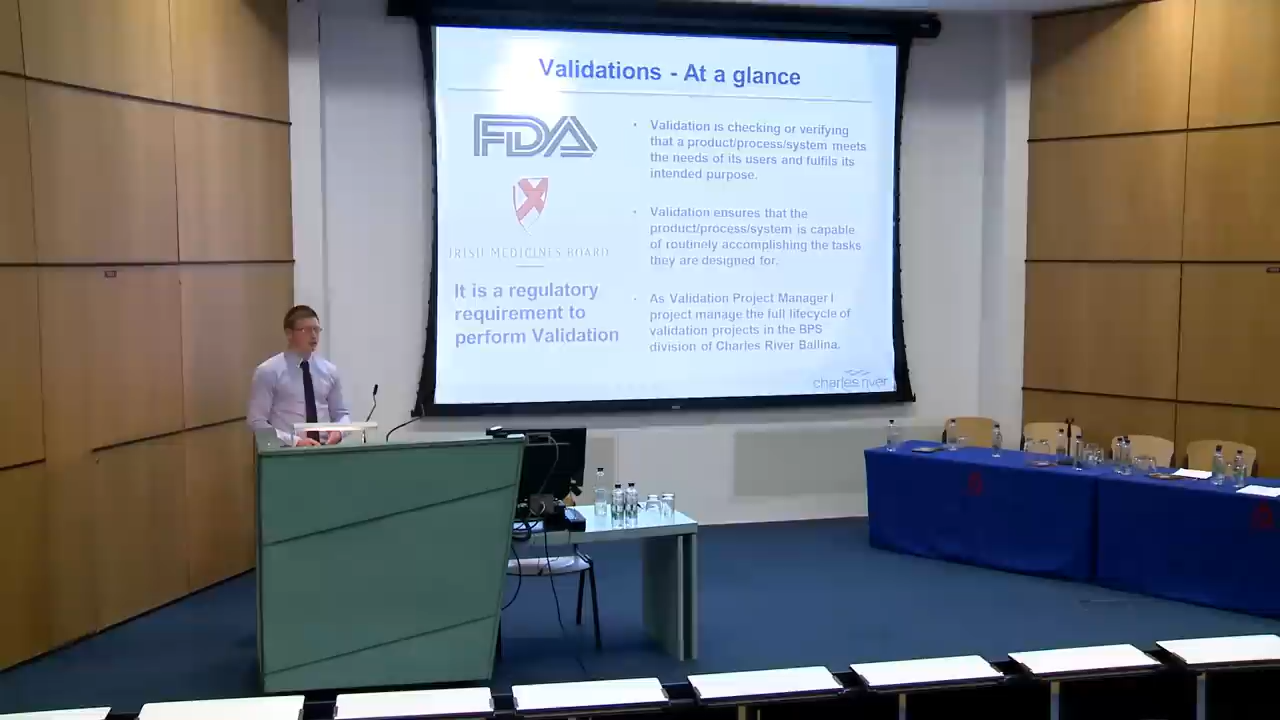 Validations - At a glance
FDA
IRISH MEDICINES BOARD
It is a regulatory
requirement to
perform Validation
• Validation is checking or verifying
that a product/process/system meets
the needs of its users and fulfils its
intended purpose.
• Validation ensures that the
product/process/system is capable
of routinely accomplishing the tasks
they are designed for.
• As Validation Project Manager I
project manage the full lifecycle of
validation projects in the BPS
division of Charles River Ballina.
charles river